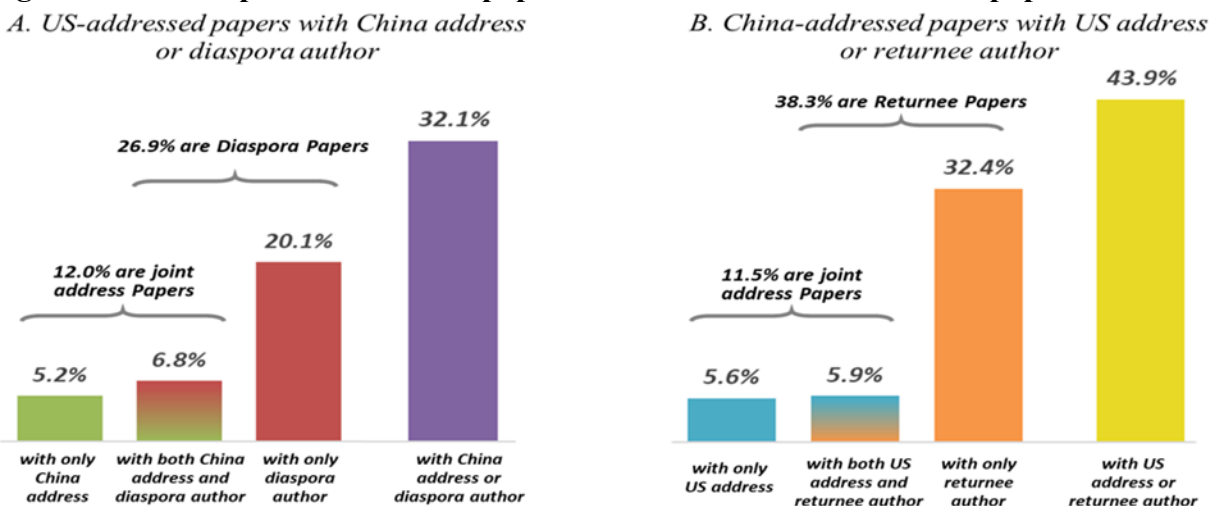 A. US-addressed papers with China address
or diaspora author
32.1%
26.9% are Diaspora Papers
20.1%
12.0% are joint
address Papers
6.8%
5.2%
with only
China
address
with both China
address and
diaspora author
with only
diaspora
author
with China
address or
diaspora author
B. China-addressed papers with US address
or returnee author
43.9%
38.3% are Returnee Papers
32.4%
11.5% are joint
address Papers
5.6%
5.9%
with only
US address
with both US
address and
returnee author
with only
returnee
author
with US
address or
returnee author